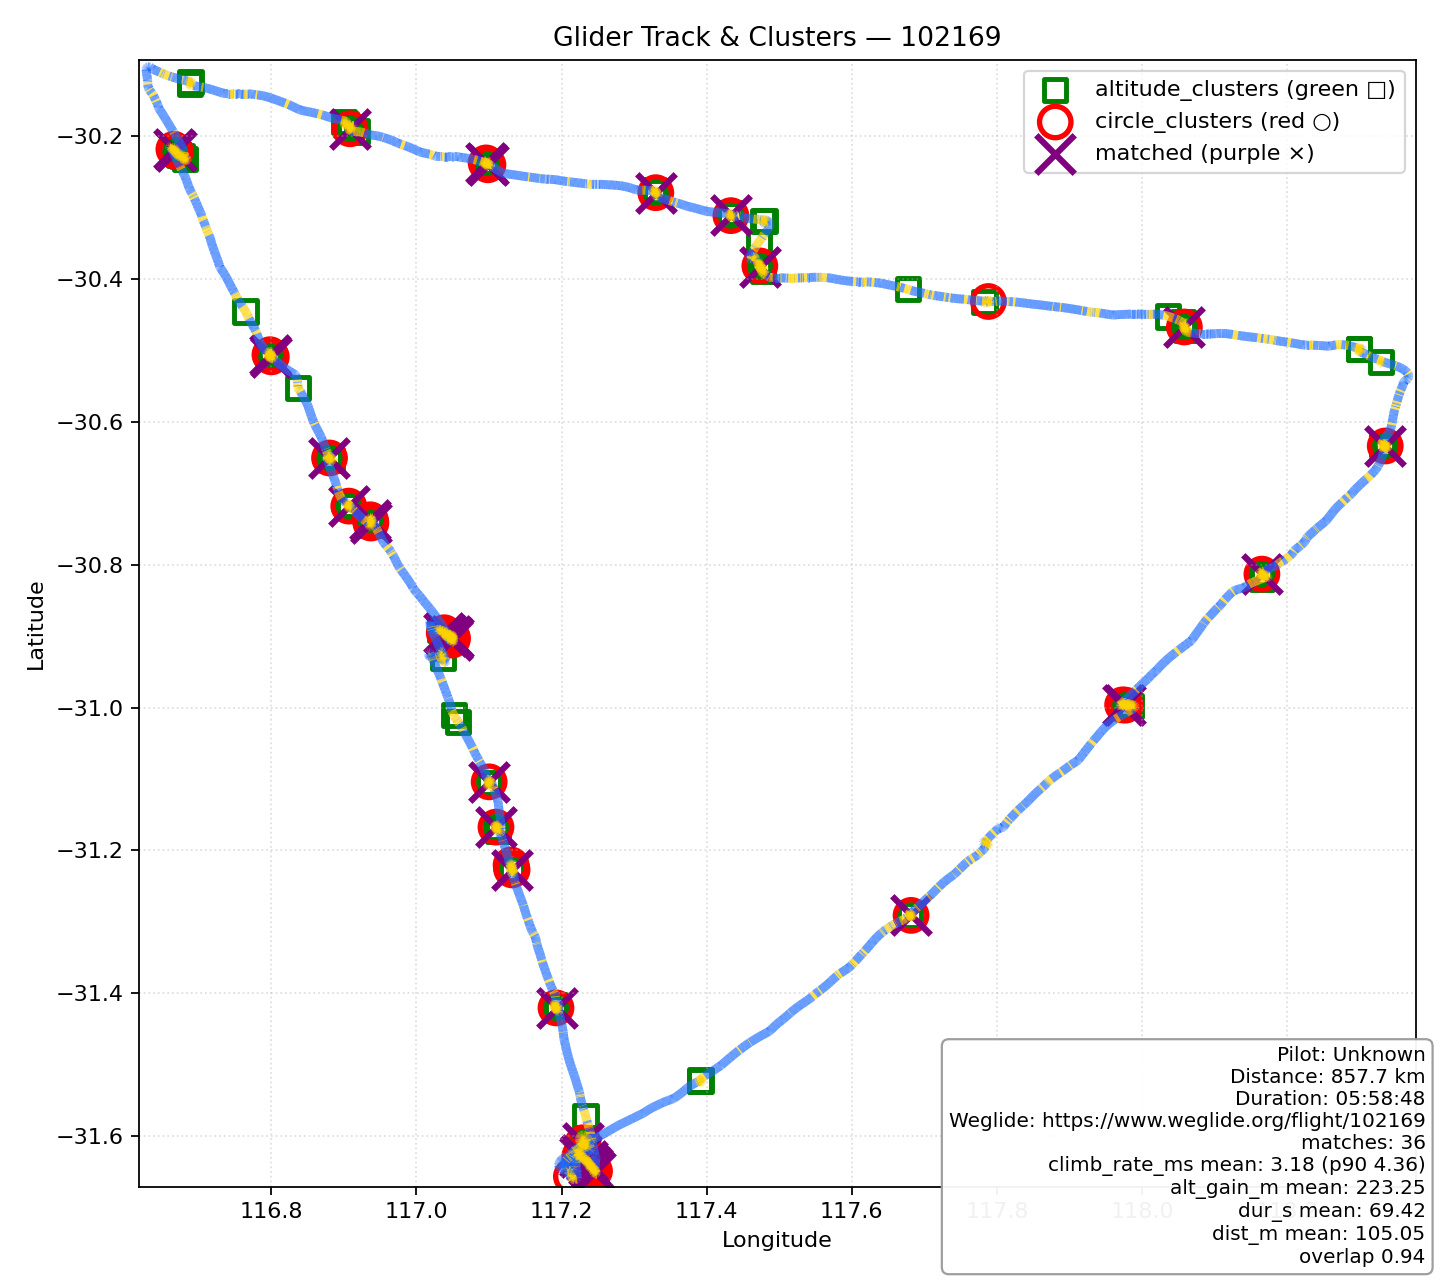 Glider Track & Clusters — 102169
altitude_clusters (green □)
circle_clusters (red ○)
matched (purple ×)
Latitude
−30.2
−30.4
−30.6
−30.8
−31.0
−31.2
−31.4
−31.6
116.8
117.0
117.2
117.4
117.6
117.8
118.0
Longitude
Pilot: Unknown
Distance: 857.7 km
Duration: 05:58:48
Weglide: https://www.weglide.org/flight/102169
matches: 36
climb_rate_ms mean: 3.18 (p90 4.36)
alt_gain_m mean: 223.25
dur_s mean: 69.42
dist_m mean: 105.05
overlap 0.94